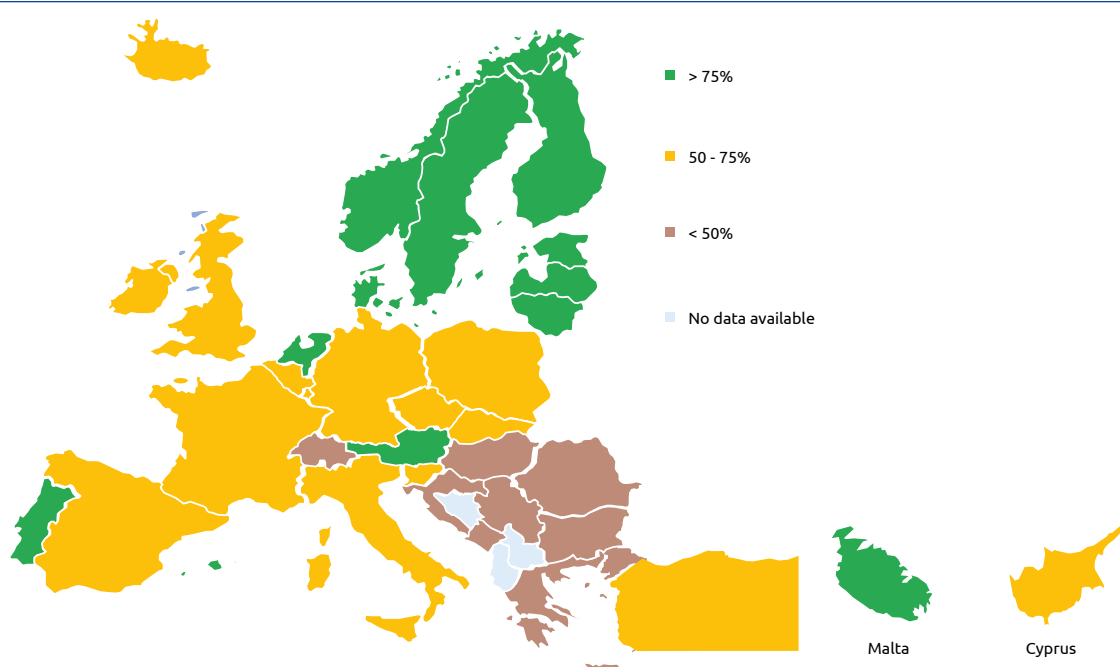 > 75%
50 - 75%
< 50%
No data available
Malta
Cyprus